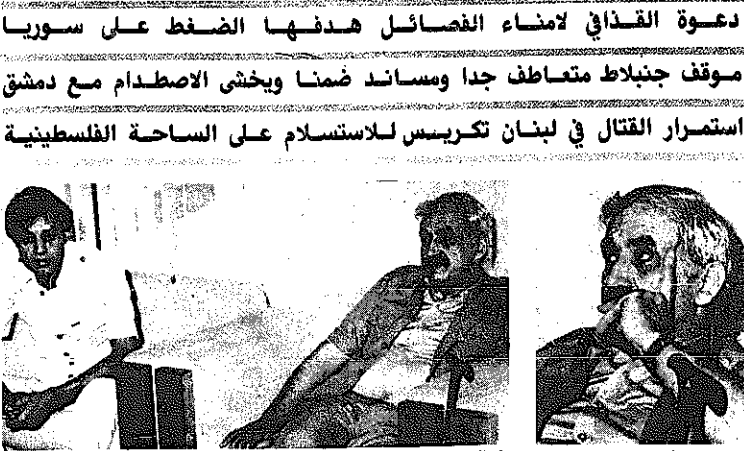 دعوة القذافي لامناء الفصائل هدفها الضغط على سوريا
موقف جنبلاط متعاطف جدا ومساند ضمنا ويخشى الاصطدام مع دمشق
استمرار القتال في لبنان تكريس للاستسلام على الساحة الفلسطينية